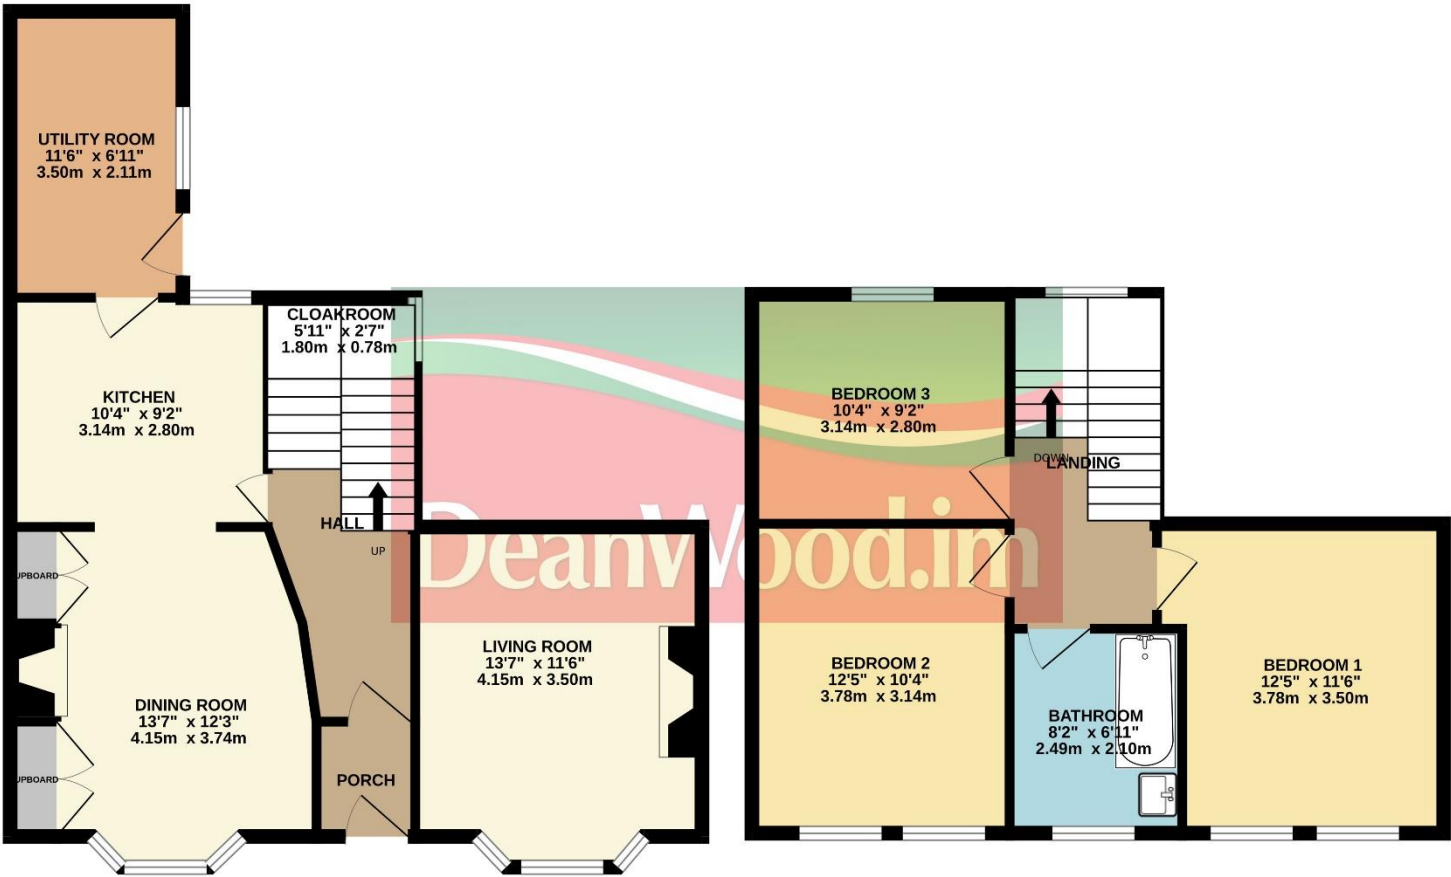 UTILITY ROOM
11'6" x 6'11"
3.50m x 2.11m
CLOAKROOM
5'11" x 2'7"
1.80m x 0.78m
KITCHEN
10'4" x 9'2"
3.14m x 2.80m
HALL
UP
UPBOARD
UPBOARD
DINING ROOM
13'7" x 12'3"
4.15m x 3.74m
PORCH
LIVING ROOM
13'7" x 11'6"
4.15m x 3.50m
DeanWood.im
BEDROOM 3
10'4" x 9'2"
3.14m x 2.80m
DOWN
LANDING
BEDROOM 2
12'5" x 10'4"
3.78m x 3.14m
BATHROOM
8'2" x 6'11"
2.49m x 2.10m
BEDROOM 1
12'5" x 11'6"
3.78m x 3.50m